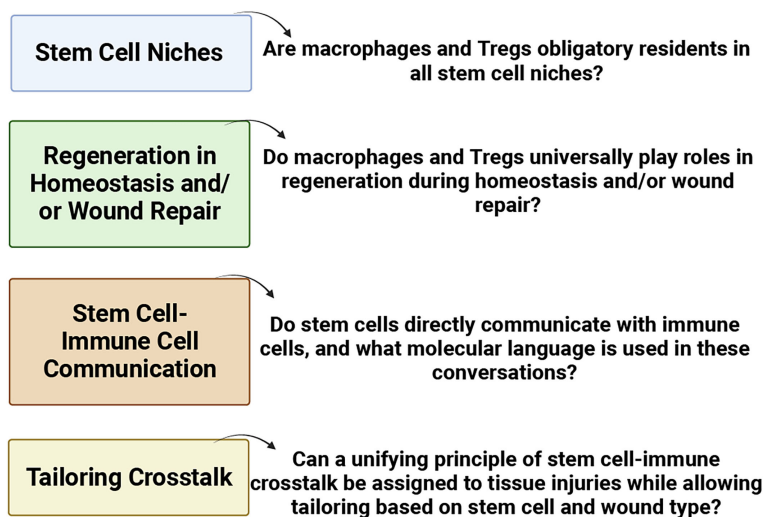 Stem Cell Niches
Are macrophages and Tregs obligatory residents in
all stem cell niches?
Regeneration in
Homeostasis and/
or Wound Repair
Do macrophages and Tregs universally play roles in
regeneration during homeostasis and/or wound
repair?
Stem Cell-
Immune Cell
Communication
Do stem cells directly communicate with immune
cells, and what molecular language is used in these
conversations?
Tailoring Crosstalk
Can a unifying principle of stem cell-immune
crosstalk be assigned to tissue injuries while allowing
tailoring based on stem cell and wound type?